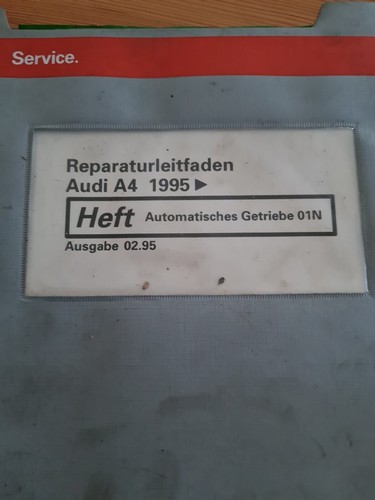 Service.
Reparaturleitfaden
Audi A4 1995 ►
Heft Automatisches Getriebe 01N
Ausgabe 02.95